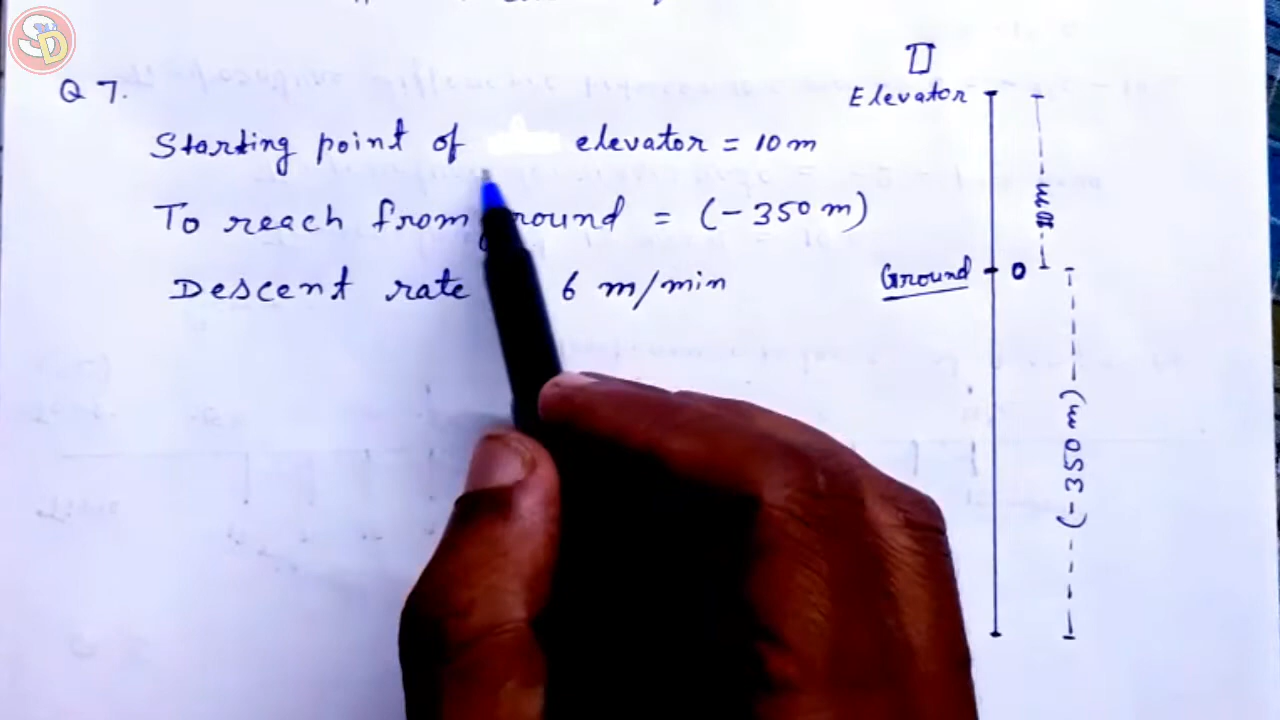 Q 7.
Starting point of elevator = 10 m
To reach from ground = (-350 m)
Descent rate 6 m/min
Elevator
10 m
Ground 0
(-350 m)
SD